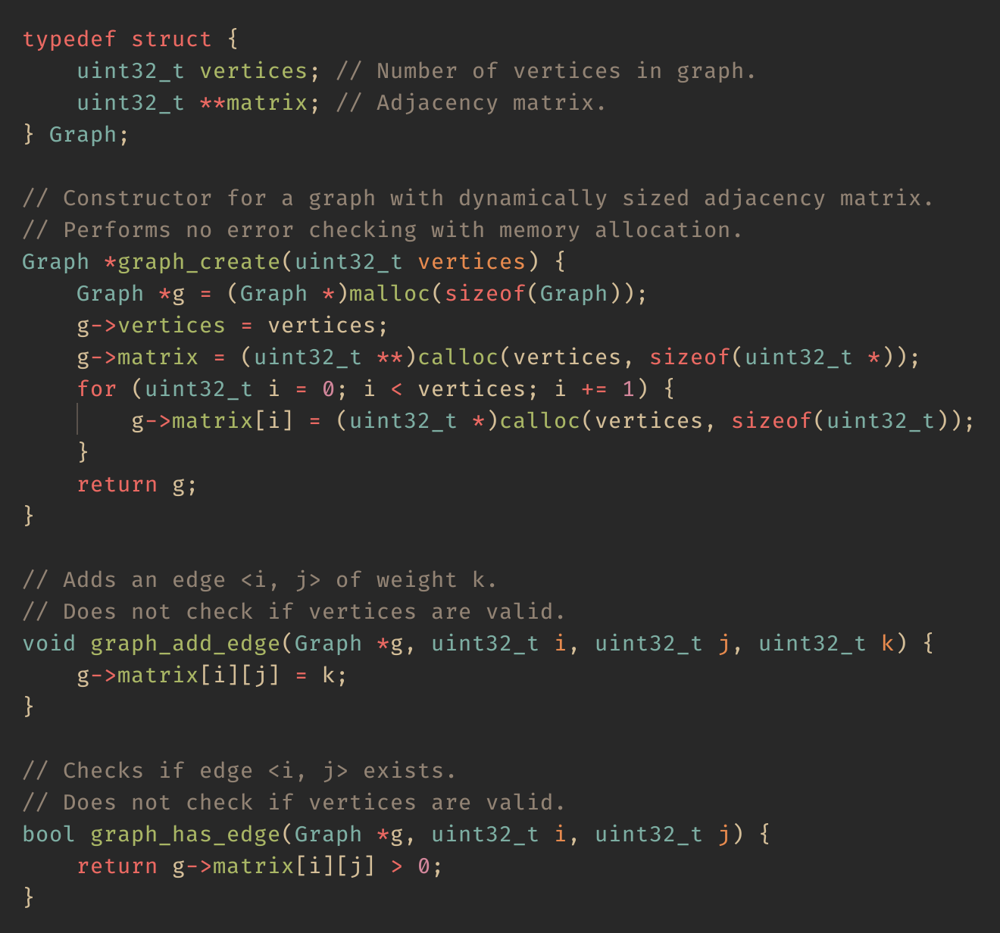 typedef struct {
    uint32_t vertices; // Number of vertices in graph.
    uint32_t **matrix; // Adjacency matrix.
} Graph;

// Constructor for a graph with dynamically sized adjacency matrix.
// Performs no error checking with memory allocation.
Graph *graph_create(uint32_t vertices) {
    Graph *g = (Graph *)malloc(sizeof(Graph));
    g->vertices = vertices;
    g->matrix = (uint32_t **)calloc(vertices, sizeof(uint32_t *));
    for (uint32_t i = 0; i < vertices; i += 1) {
        g->matrix[i] = (uint32_t *)calloc(vertices, sizeof(uint32_t));
    }
    return g;
}

// Adds an edge <i, j> of weight k.
// Does not check if vertices are valid.
void graph_add_edge(Graph *g, uint32_t i, uint32_t j, uint32_t k) {
    g->matrix[i][j] = k;
}

// Checks if edge <i, j> exists.
// Does not check if vertices are valid.
bool graph_has_edge(Graph *g, uint32_t i, uint32_t j) {
    return g->matrix[i][j] > 0;
}